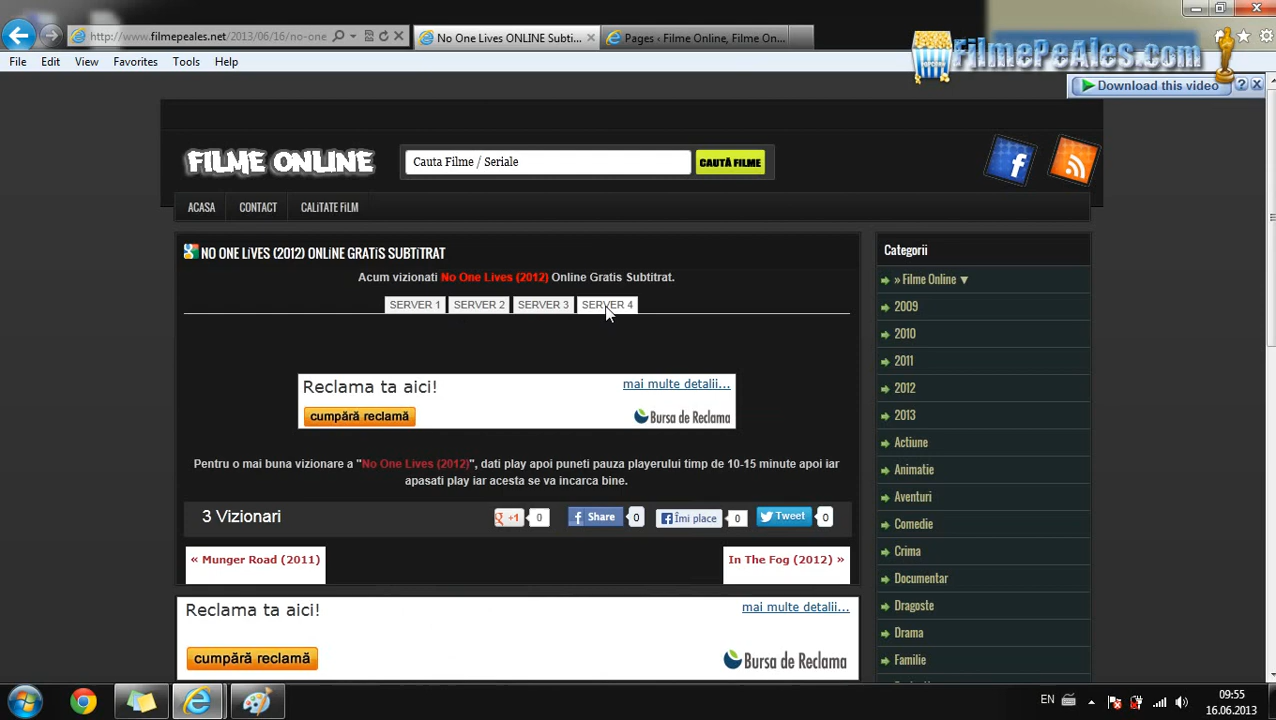 http://www.filmepeales.net/2013/06/16/no-one
No One Lives ONLINE Subti...
Pages ‹ Filme Online, Filme On...
File Edit View Favorites Tools Help
FilmePeAles.com
Download this video
FILME ONLINE
Cauta Filme / Seriale
CAUTĂ FILME
ACASA CONTACT CALiTATE FiLM
NO ONE LiVES (2012) ONLiNE GRATiS SUBTiTRAT
Acum vizionati No One Lives (2012) Online Gratis Subtitrat.
SERVER 1 SERVER 2 SERVER 3 SERVER 4
Reclama ta aici!
mai multe detalii...
cumpără reclamă
Bursa de Reclama
Pentru o mai buna vizionare a "No One Lives (2012)", dati play apoi puneti pauza playerului timp de 10-15 minute apoi iar
apasati play iar acesta se va incarca bine.
3 Vizionari
+1 0 Share 0 Îmi place 0 Tweet 0
« Munger Road (2011)
In The Fog (2012) »
Reclama ta aici!
mai multe detalii...
cumpără reclamă
Bursa de Reclama
Categorii
» Filme Online ▼
2009
2010
2011
2012
2013
Actiune
Animatie
Aventuri
Comedie
Crima
Documentar
Dragoste
Drama
Familie
EN
09:55
16.06.2013